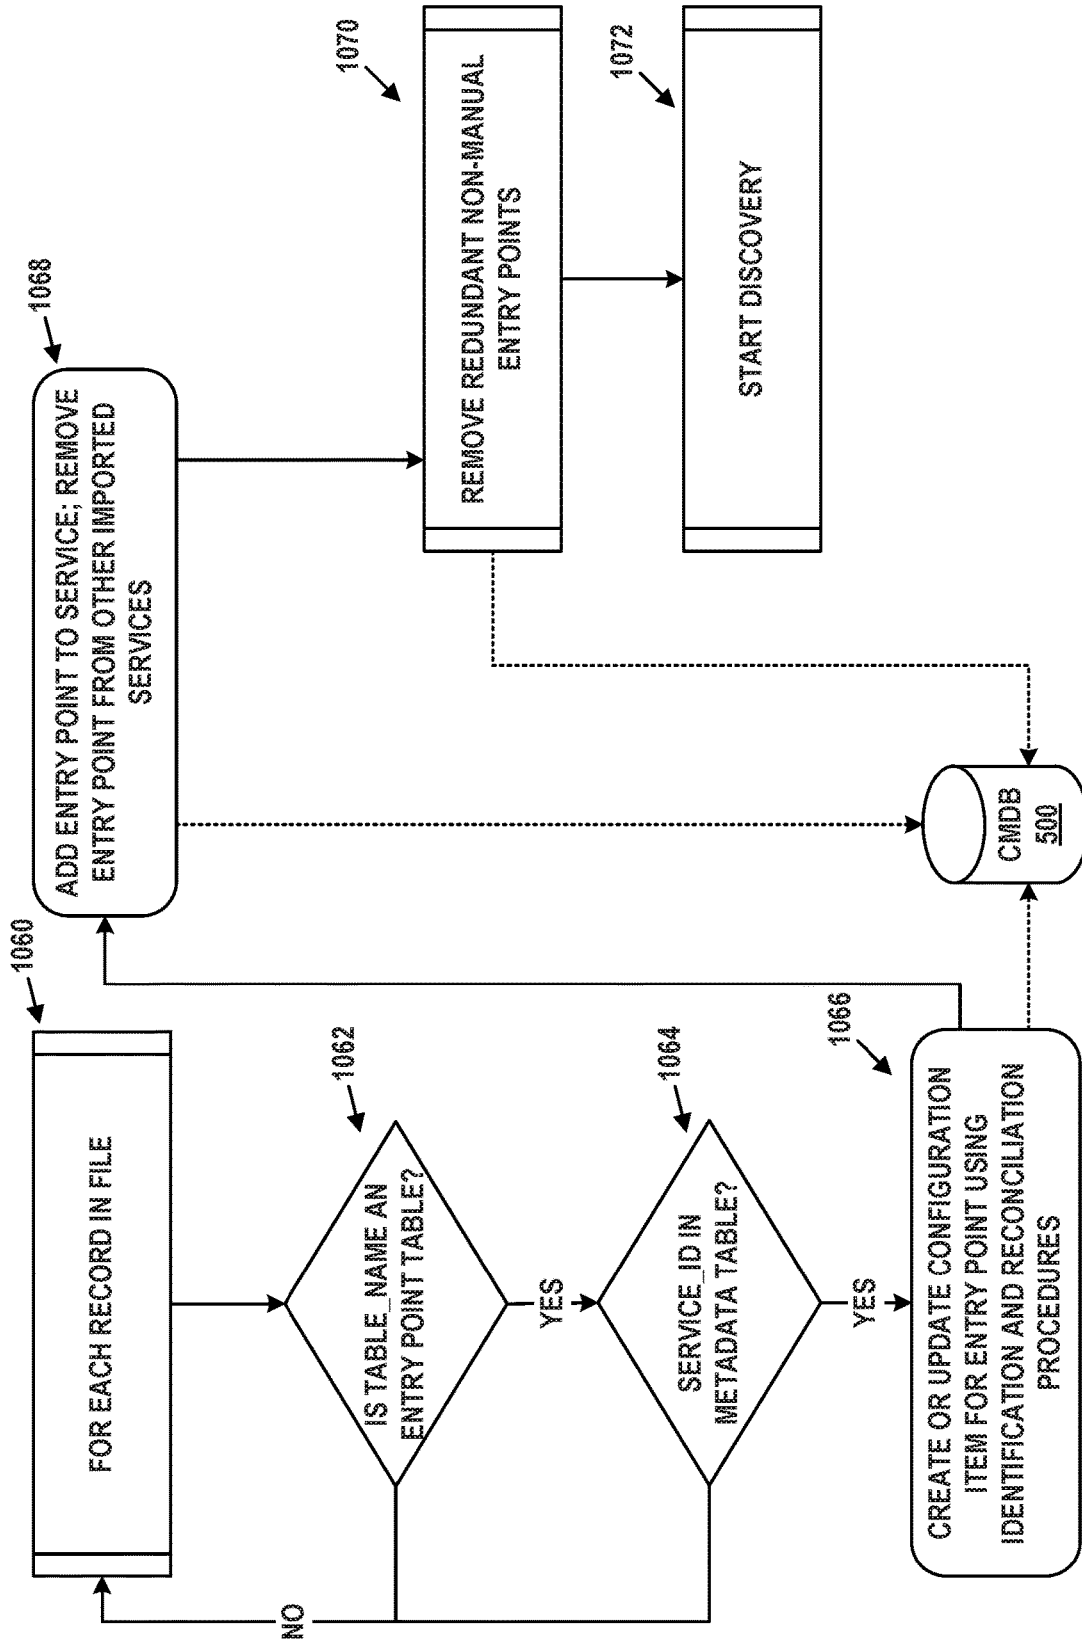 1060
FOR EACH RECORD IN FILE
1062
IS TABLE_NAME AN
ENTRY POINT TABLE?
NO
YES
1064
SERVICE_ID IN
METADATA TABLE?
YES
1066
CREATE OR UPDATE CONFIGURATION
ITEM FOR ENTRY POINT USING
IDENTIFICATION AND RECONCILIATION
PROCEDURES
1068
ADD ENTRY POINT TO SERVICE; REMOVE
ENTRY POINT FROM OTHER IMPORTED
SERVICES
1070
REMOVE REDUNDANT NON-MANUAL
ENTRY POINTS
1072
START DISCOVERY
CMDB
500